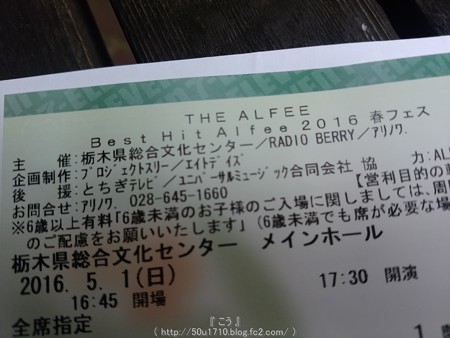 THE ALFEE
Best Hit Alfee 2016 春フェス
主　催:栃木県総合文化センター／RADIO BERRY／アリノワ.
企画制作:プロジェクトスリー／エイトデイズ
後　援:とちぎテレビ／ユニバーサルミュージック合同会社 協　力:AL
お問合せ:アリノワ. 028-645-1660 【営利目的の
※6歳以上有料「6歳未満のお子様のご入場に関しましては、周
のご配慮をお願いいたします」(6歳未満でも席が必要な場
栃木県総合文化センター　メインホール
2016. 5. 1(日) 17:30 開演
16:45 開場
全席指定
『 こう 』
( http://50u1710.blog.fc2.com/ )